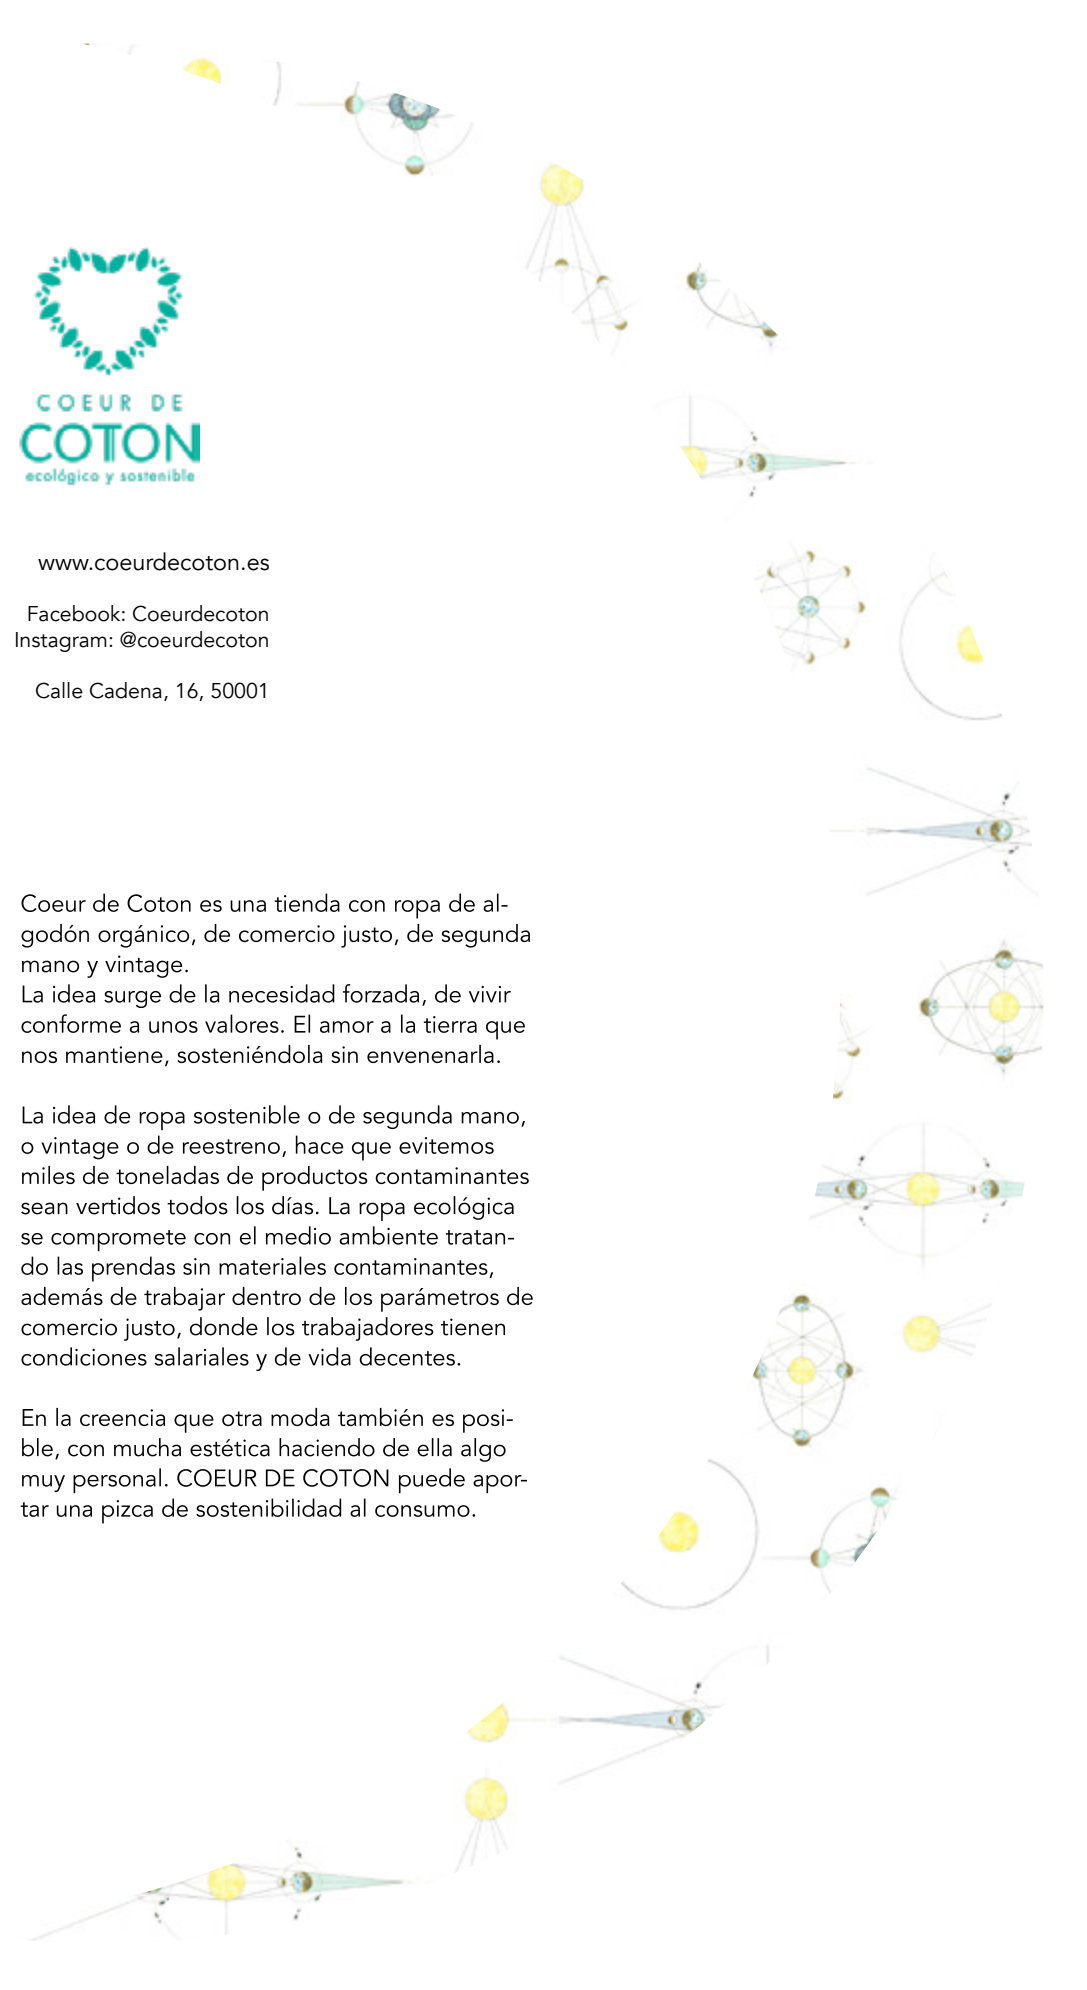 COEUR DE
COTON
ecológico y sostenible
www.coeurdecoton.es
Facebook: Coeurdecoton
Instagram: @coeurdecoton
Calle Cadena, 16, 50001
Coeur de Coton es una tienda con ropa de al-
godón orgánico, de comercio justo, de segunda
mano y vintage.
La idea surge de la necesidad forzada, de vivir
conforme a unos valores. El amor a la tierra que
nos mantiene, sosteniéndola sin envenenarla.
La idea de ropa sostenible o de segunda mano,
o vintage o de reestreno, hace que evitemos
miles de toneladas de productos contaminantes
sean vertidos todos los días. La ropa ecológica
se compromete con el medio ambiente tratan-
do las prendas sin materiales contaminantes,
además de trabajar dentro de los parámetros de
comercio justo, donde los trabajadores tienen
condiciones salariales y de vida decentes.
En la creencia que otra moda también es posi-
ble, con mucha estética haciendo de ella algo
muy personal. COEUR DE COTON puede apor-
tar una pizca de sostenibilidad al consumo.